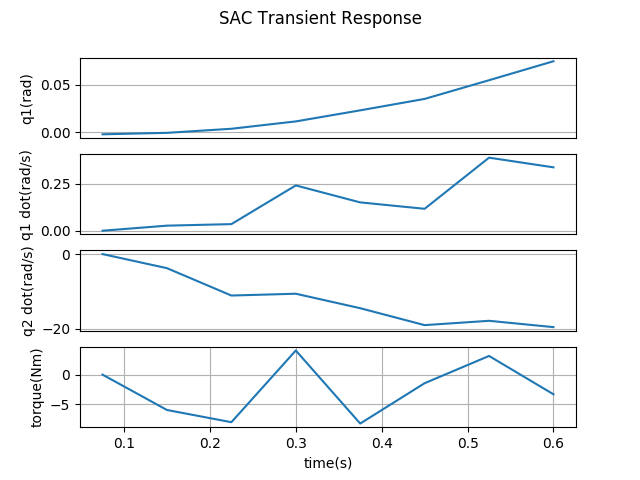 SAC Transient Response
q1(rad)
0.05
0.00
q1 dot(rad/s)
0.25
0.00
q2 dot(rad/s)
0
−20
torque(Nm)
0
−5
0.1 0.2 0.3 0.4 0.5 0.6
time(s)